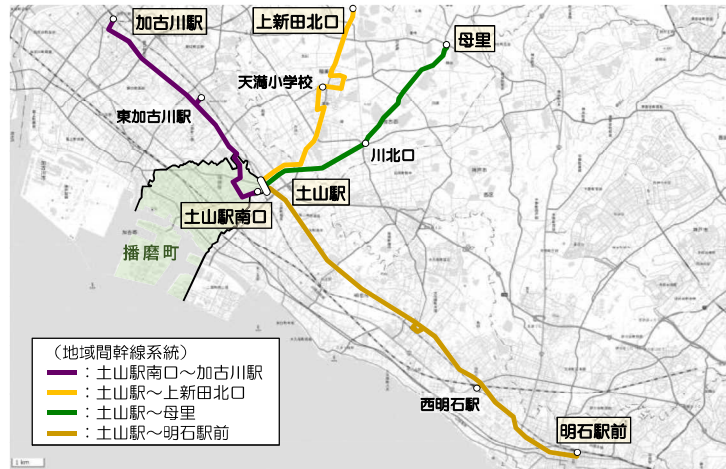 加古川駅
上新田北口
母里
天満小学校
東加古川駅
川北口
土山駅
土山駅南口
播磨町
(地域間幹線系統)
:土山駅南口～加古川駅
:土山駅～上新田北口
:土山駅～母里
:土山駅～明石駅前
西明石駅
明石駅前
1 km